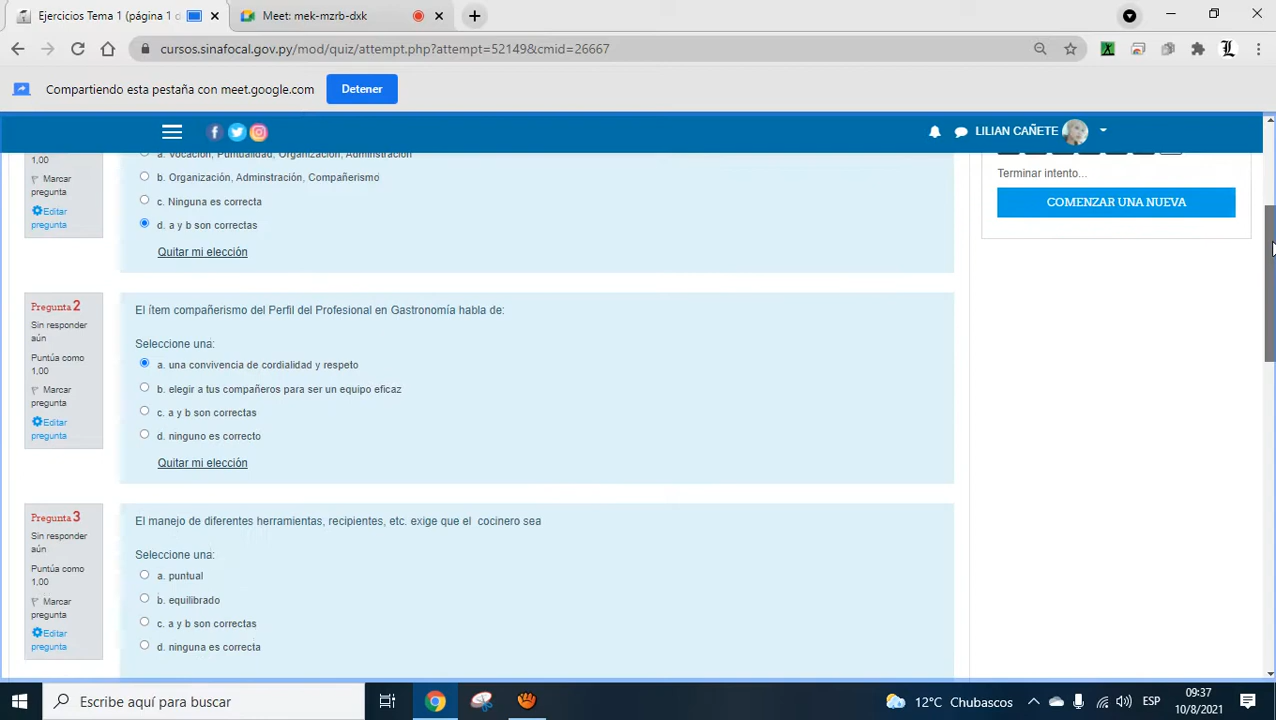 Ejercicios Tema 1 (página 1 d
Meet: mek-mzrb-dxk
cursos.sinafocal.gov.py/mod/quiz/attempt.php?attempt=52149&cmid=26667
Compartiendo esta pestaña con meet.google.com
Detener
LILIAN CAÑETE
1,00
Marcar
pregunta
Editar
pregunta
a. Vocación, Puntualidad, Organización, Adminstración
b. Organización, Adminstración, Compañerismo
c. Ninguna es correcta
d. a y b son correctas
Quitar mi elección
Terminar intento...
COMENZAR UNA NUEVA
Pregunta 2
Sin responder
aún
Puntúa como
1,00
Marcar
pregunta
Editar
pregunta
El ítem compañerismo del Perfil del Profesional en Gastronomía habla de:
Seleccione una:
a. una convivencia de cordialidad y respeto
b. elegir a tus compañeros para ser un equipo eficaz
c. a y b son correctas
d. ninguno es correcto
Quitar mi elección
Pregunta 3
Sin responder
aún
Puntúa como
1,00
Marcar
pregunta
Editar
pregunta
El manejo de diferentes herramientas, recipientes, etc. exige que el cocinero sea
Seleccione una:
a. puntual
b. equilibrado
c. a y b son correctas
d. ninguna es correcta
Escribe aquí para buscar
12°C Chubascos
ESP
09:37
10/8/2021